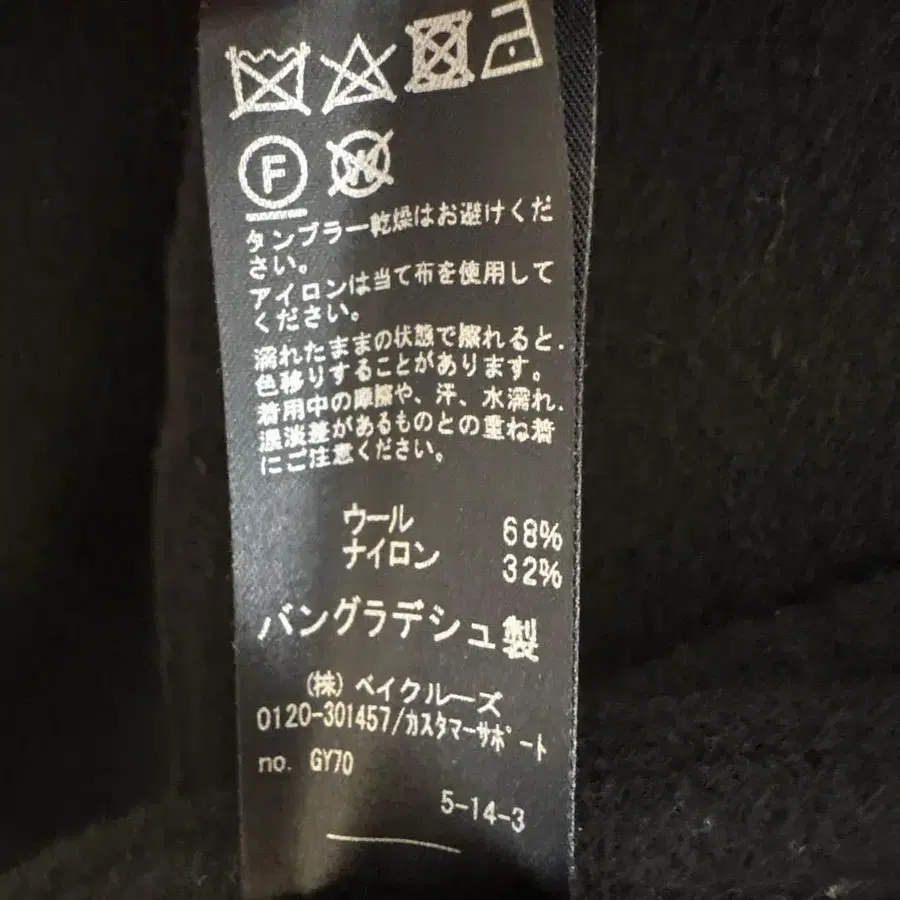 F
W
タンブラー乾燥はお避けくだ
さい。
アイロンは当て布を使用して
ください。
濡れたままの状態で擦れると、
色移りすることがあります。
着用中の摩擦や、汗、水濡れ、
濃淡差があるものとの重ね着
にご注意ください。
ウール 68%
ナイロン 32%
バングラデシュ製
(株) ベイクルーズ
0120-301457/カスタマーサポート
no. GY70
5-14-3